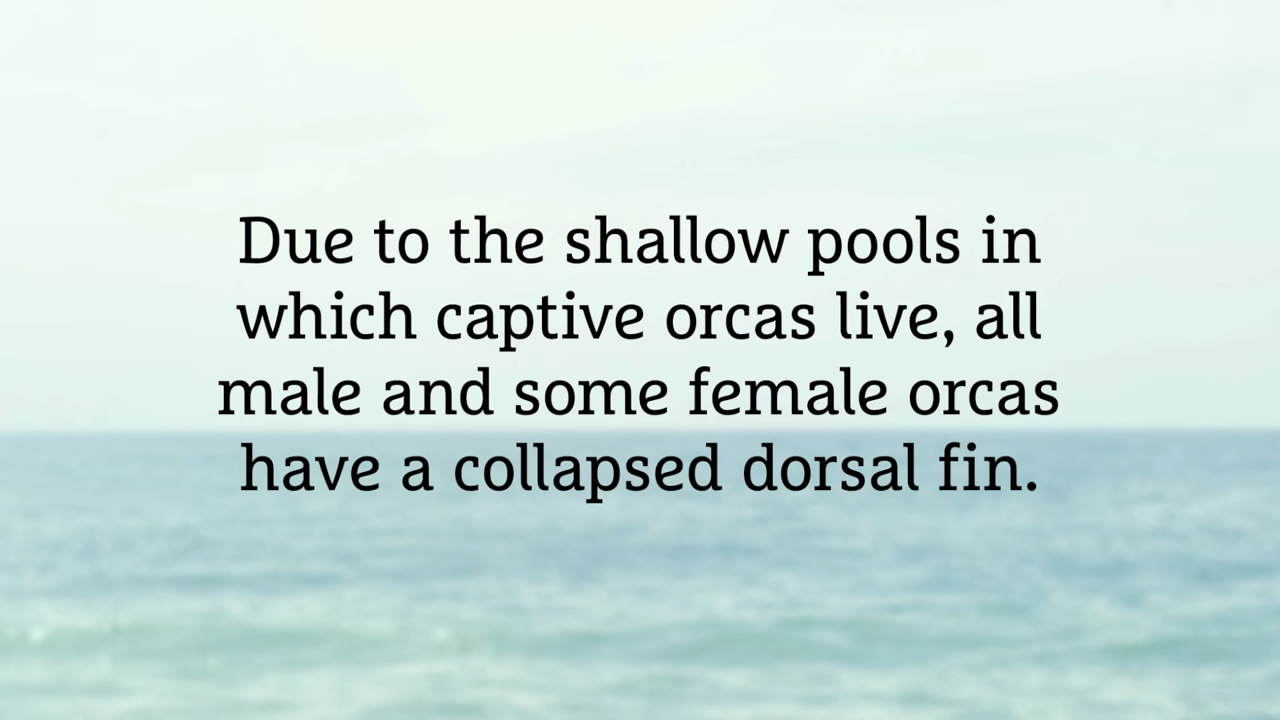 Due to the shallow pools in
which captive orcas live, all
male and some female orcas
have a collapsed dorsal fin.